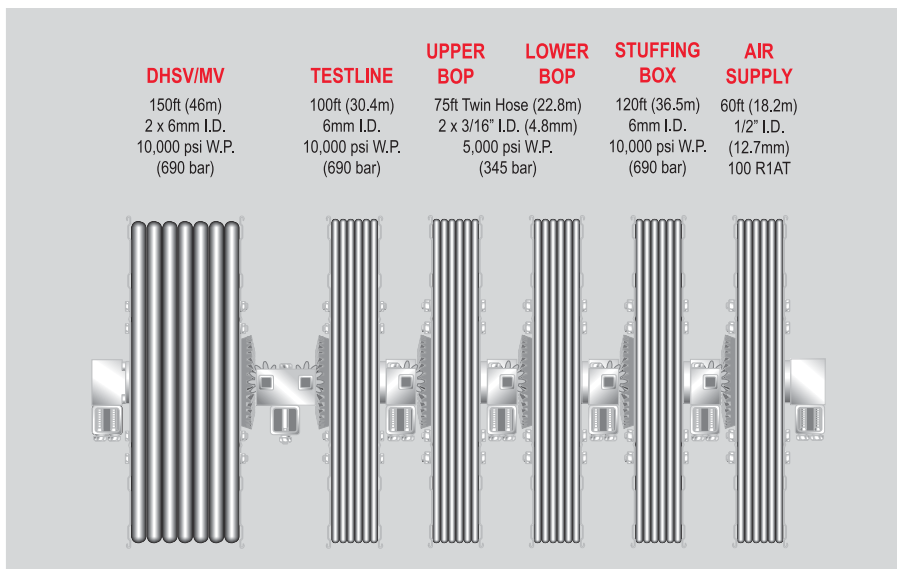 DHSV/MV
150ft (46m)
2 x 6mm I.D.
10,000 psi W.P.
(690 bar)
TESTLINE
100ft (30.4m)
6mm I.D.
10,000 psi W.P.
(690 bar)
UPPER
BOP
LOWER
BOP
75ft Twin Hose (22.8m)
2 x 3/16” I.D. (4.8mm)
5,000 psi W.P.
(345 bar)
STUFFING
BOX
120ft (36.5m)
6mm I.D.
10,000 psi W.P.
(690 bar)
AIR
SUPPLY
60ft (18.2m)
1/2” I.D.
(12.7mm)
100 R1AT